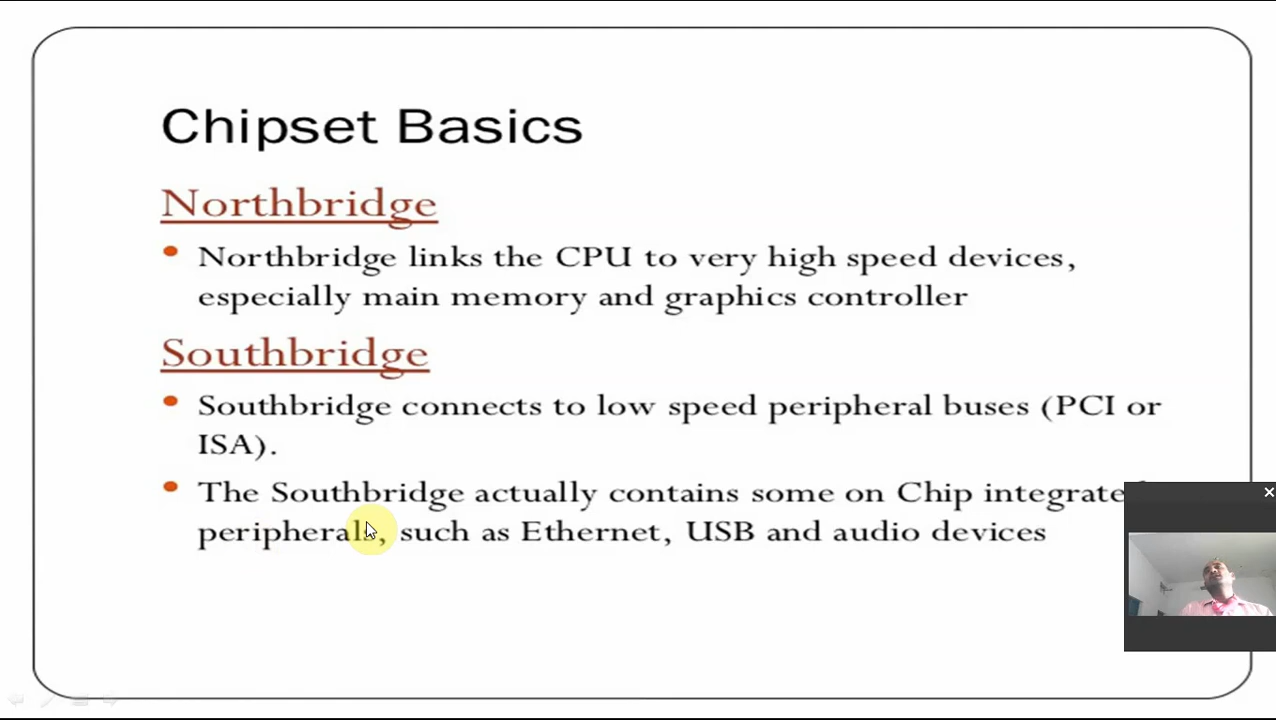 Chipset Basics
Northbridge
Northbridge links the CPU to very high speed devices,
especially main memory and graphics controller
Southbridge
Southbridge connects to low speed peripheral buses (PCI or
ISA).
The Southbridge actually contains some on Chip
peripherals, such as Ethernet, USB and audio devices